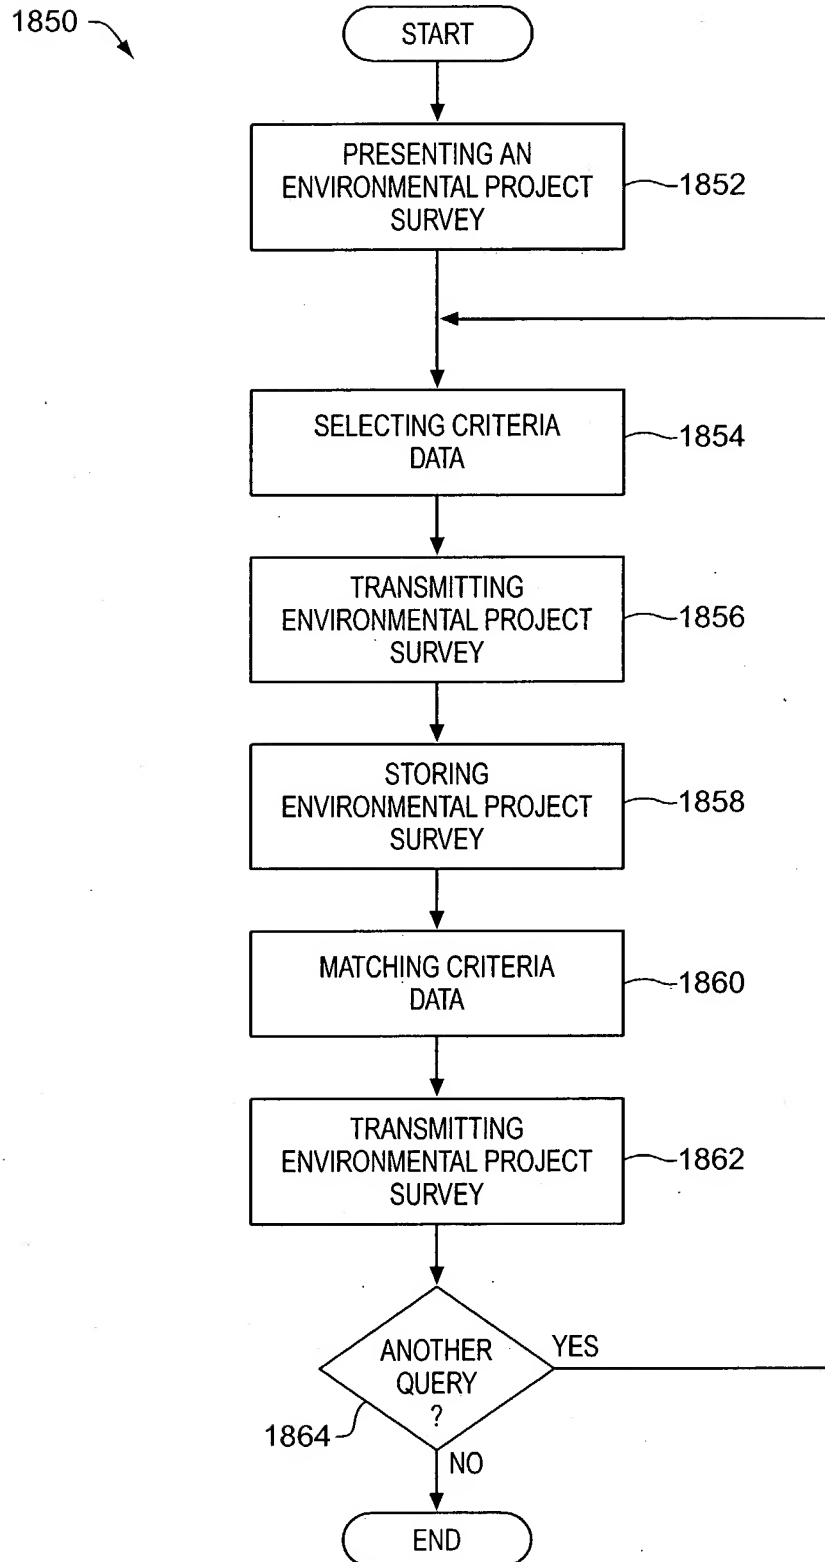 1850
START
PRESENTING AN
ENVIRONMENTAL PROJECT
SURVEY
1852
SELECTING CRITERIA
DATA
1854
TRANSMITTING
ENVIRONMENTAL PROJECT
SURVEY
1856
STORING
ENVIRONMENTAL PROJECT
SURVEY
1858
MATCHING CRITERIA
DATA
1860
TRANSMITTING
ENVIRONMENTAL PROJECT
SURVEY
1862
ANOTHER
QUERY
?
YES
1864
NO
END